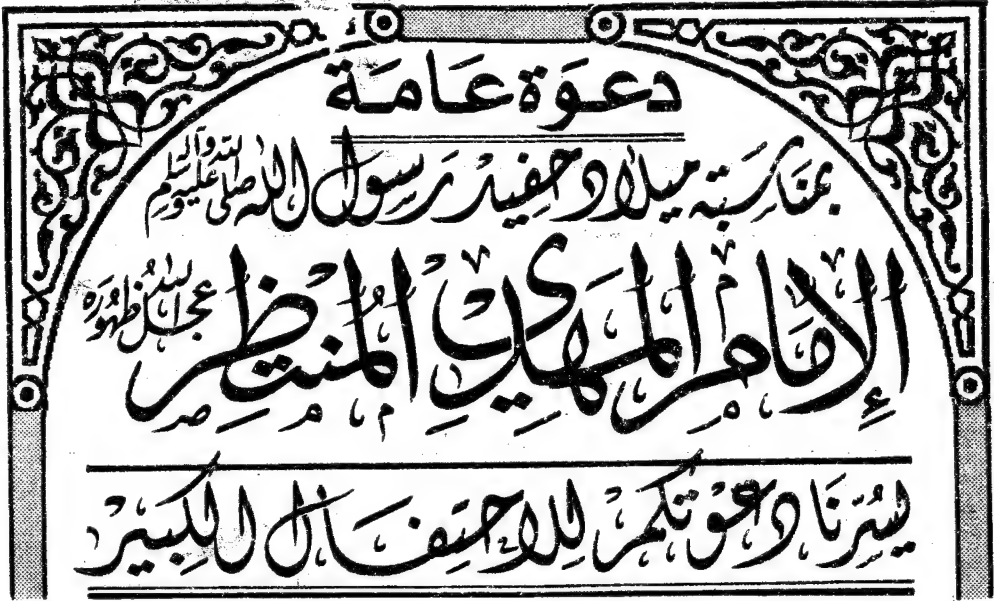 دعوة عامة
بمناسبة ميلاد حفيد رسول الله صلى الله عليه وآله وسلم
الإمام المهدي المنتظر عجل الله ظهوره
يسرنا دعوتكم للاحتفال الكبير